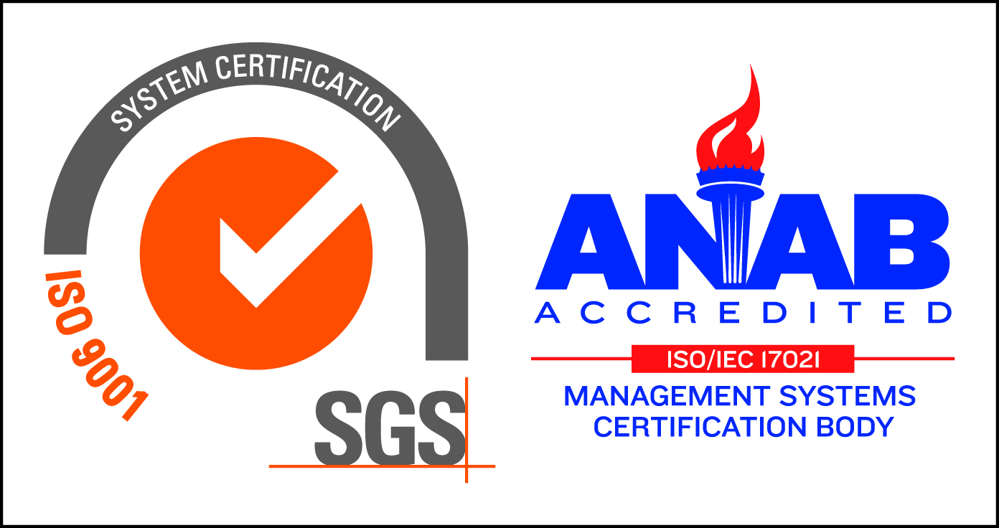 SYSTEM CERTIFICATION
ISO 9001
SGS
ANAB
ACCREDITED
ISO/IEC 17021
MANAGEMENT SYSTEMS
CERTIFICATION BODY